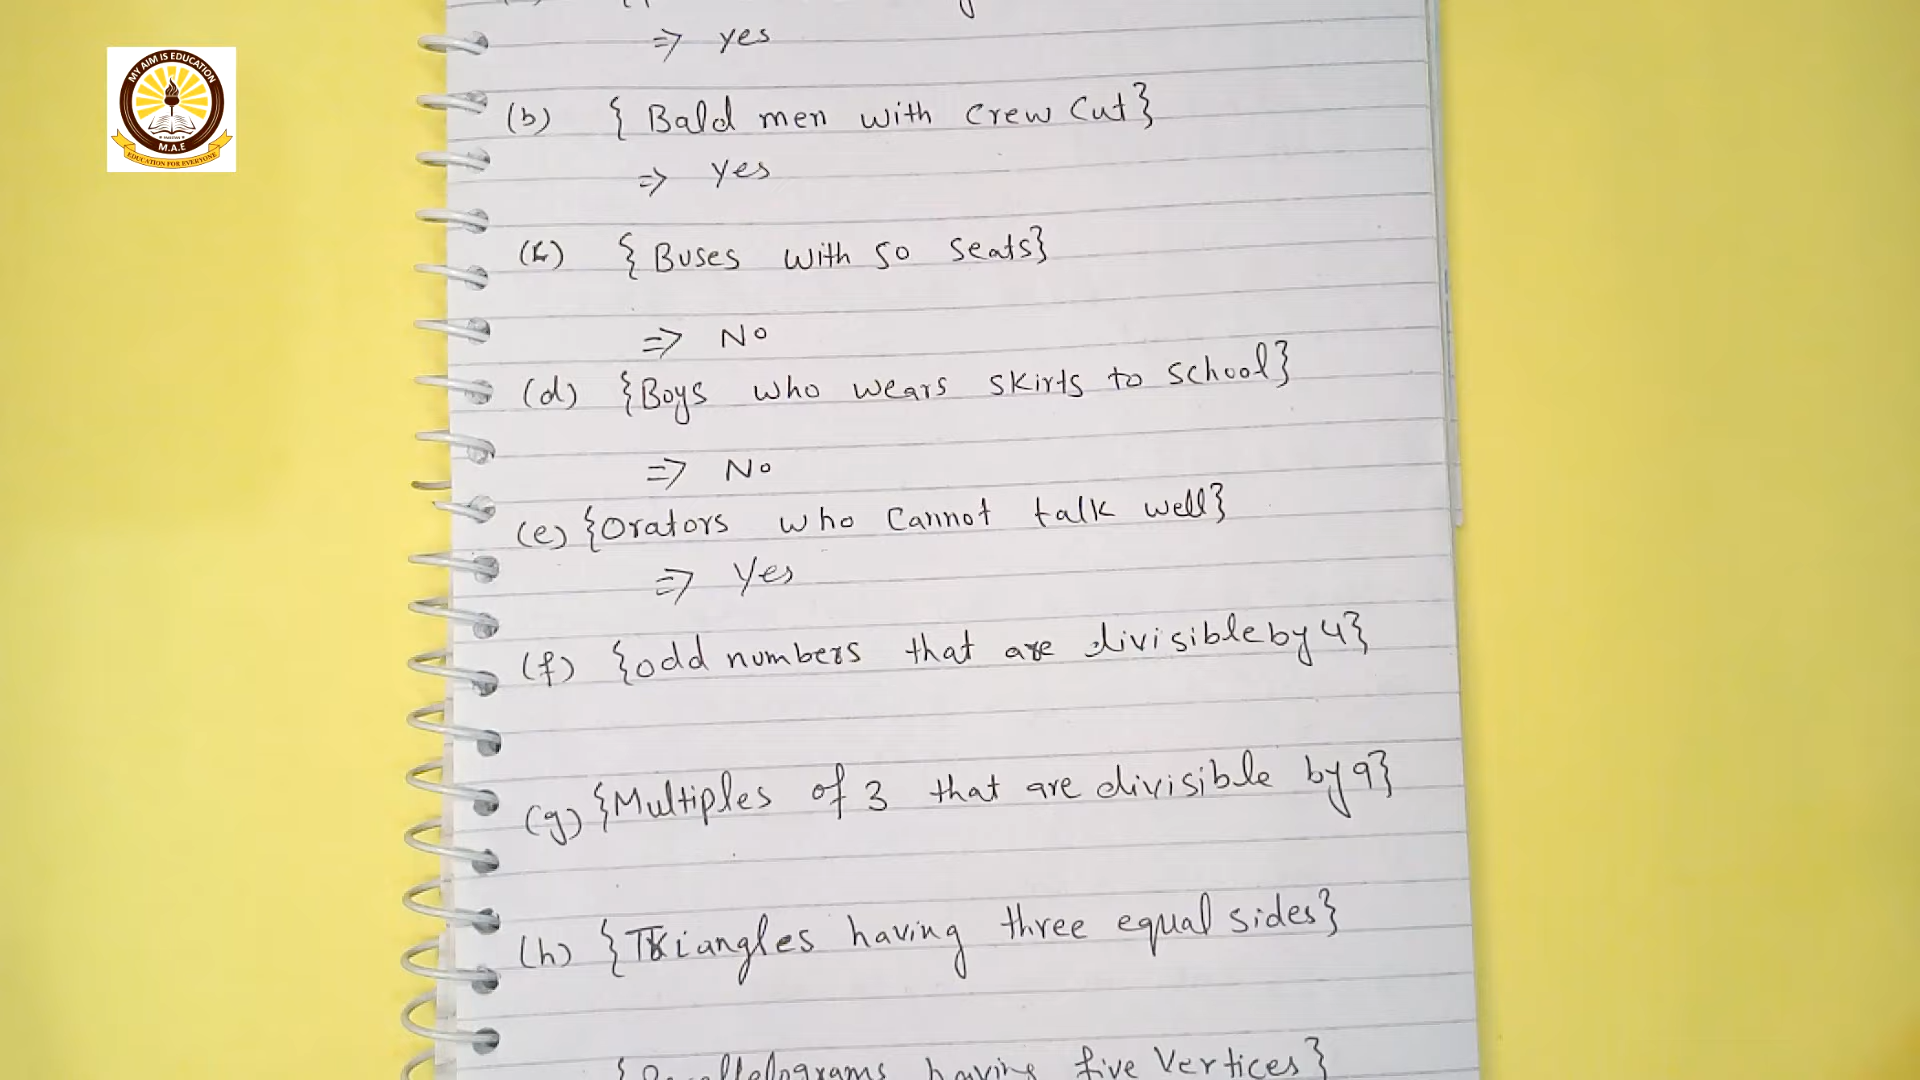 MY AIM IS EDUCATION
M.A.E
EDUCATION FOR EVERYONE
=> yes
(b) { Bald men with crew cut}
=> yes
(c) { Buses with 50 seats}
=> No
(d) {Boys who wears skirts to school}
=> No
(e) {Orators who cannot talk well}
=> Yes
(f) {odd numbers that are divisible by 4}
(g) {Multiples of 3 that are divisible by 9}
(h) {Triangles having three equal sides}
{Parallelograms having five vertices}